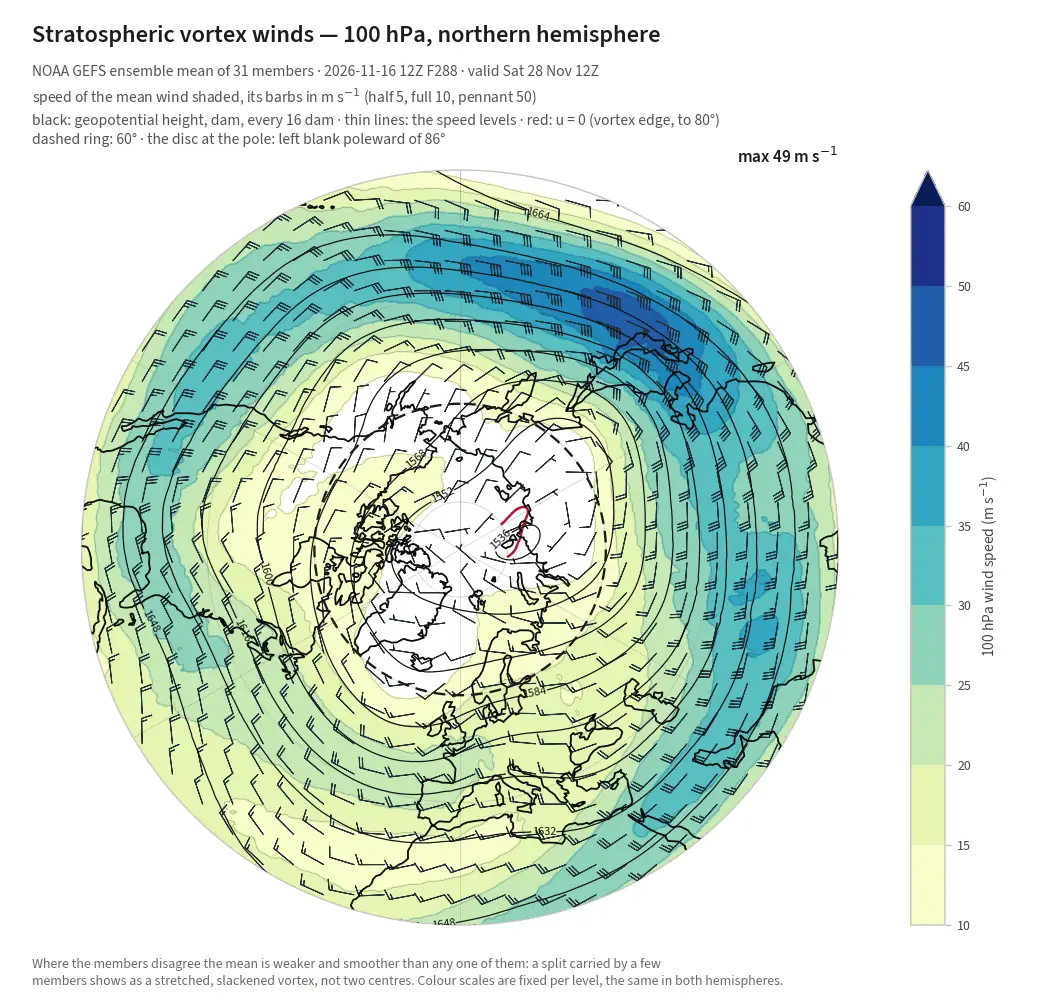 Stratospheric vortex winds — 100 hPa, northern hemisphere
NOAA GEFS ensemble mean of 31 members · 2026-11-16 12Z F288 · valid Sat 28 Nov 12Z
speed of the mean wind shaded, its barbs in m s⁻¹ (half 5, full 10, pennant 50)
black: geopotential height, dam, every 16 dam · thin lines: the speed levels · red: u = 0 (vortex edge, to 80°)
dashed ring: 60° · the disc at the pole: left blank poleward of 86°
max 49 m s⁻¹
1664
60
50
45
40
35
30
25
20
15
10
100 hPa wind speed (m s⁻¹)
1568
1552
1536
1600
1648
1616
1584
1632
1648
Where the members disagree the mean is weaker and smoother than any one of them: a split carried by a few
members shows as a stretched, slackened vortex, not two centres. Colour scales are fixed per level, the same in both hemispheres.